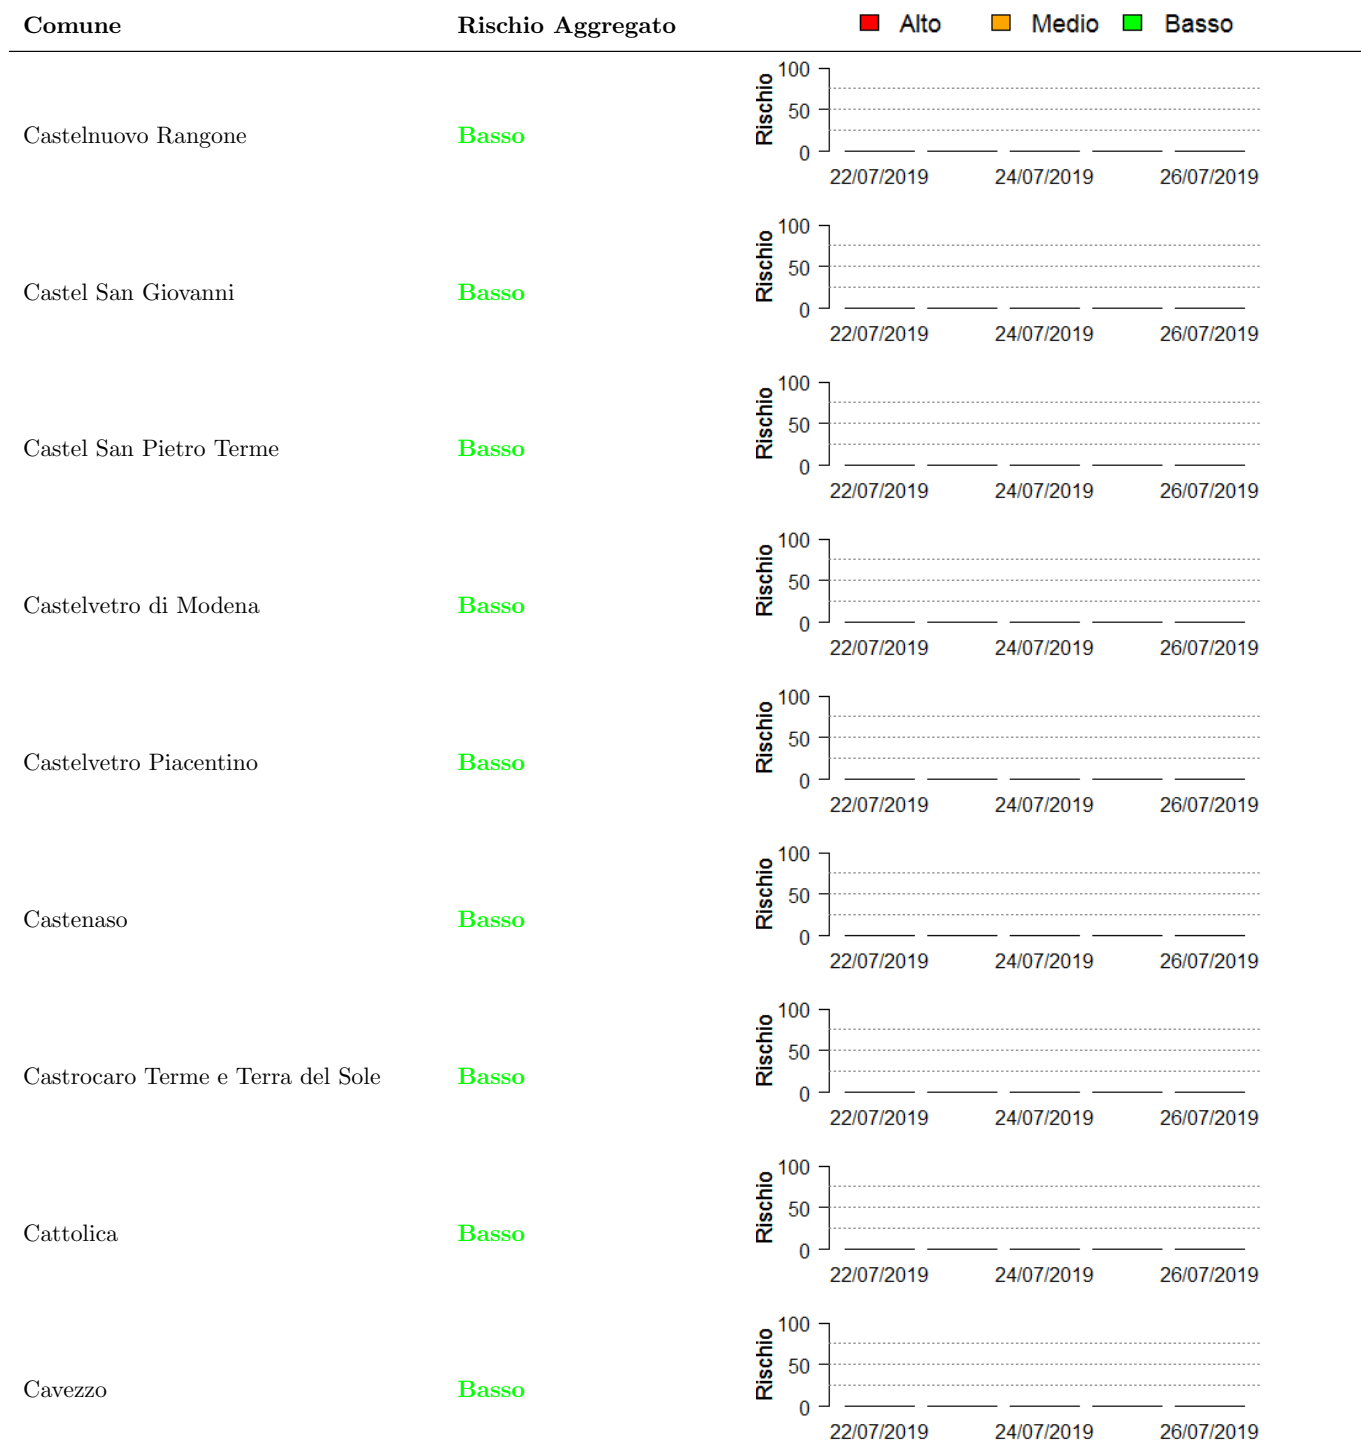 Comune Rischio Aggregato Alto Medio Basso
100
50
0
Rischio
Castelnuovo Rangone Basso
22/07/2019 24/07/2019 26/07/2019
100
50
0
Rischio
Castel San Giovanni Basso
22/07/2019 24/07/2019 26/07/2019
100
50
0
Rischio
Castel San Pietro Terme Basso
22/07/2019 24/07/2019 26/07/2019
100
50
0
Rischio
Castelvetro di Modena Basso
22/07/2019 24/07/2019 26/07/2019
100
50
0
Rischio
Castelvetro Piacentino Basso
22/07/2019 24/07/2019 26/07/2019
100
50
0
Rischio
Castenaso Basso
22/07/2019 24/07/2019 26/07/2019
100
50
0
Rischio
Castrocaro Terme e Terra del Sole Basso
22/07/2019 24/07/2019 26/07/2019
100
50
0
Rischio
Cattolica Basso
22/07/2019 24/07/2019 26/07/2019
100
50
0
Rischio
Cavezzo Basso
22/07/2019 24/07/2019 26/07/2019